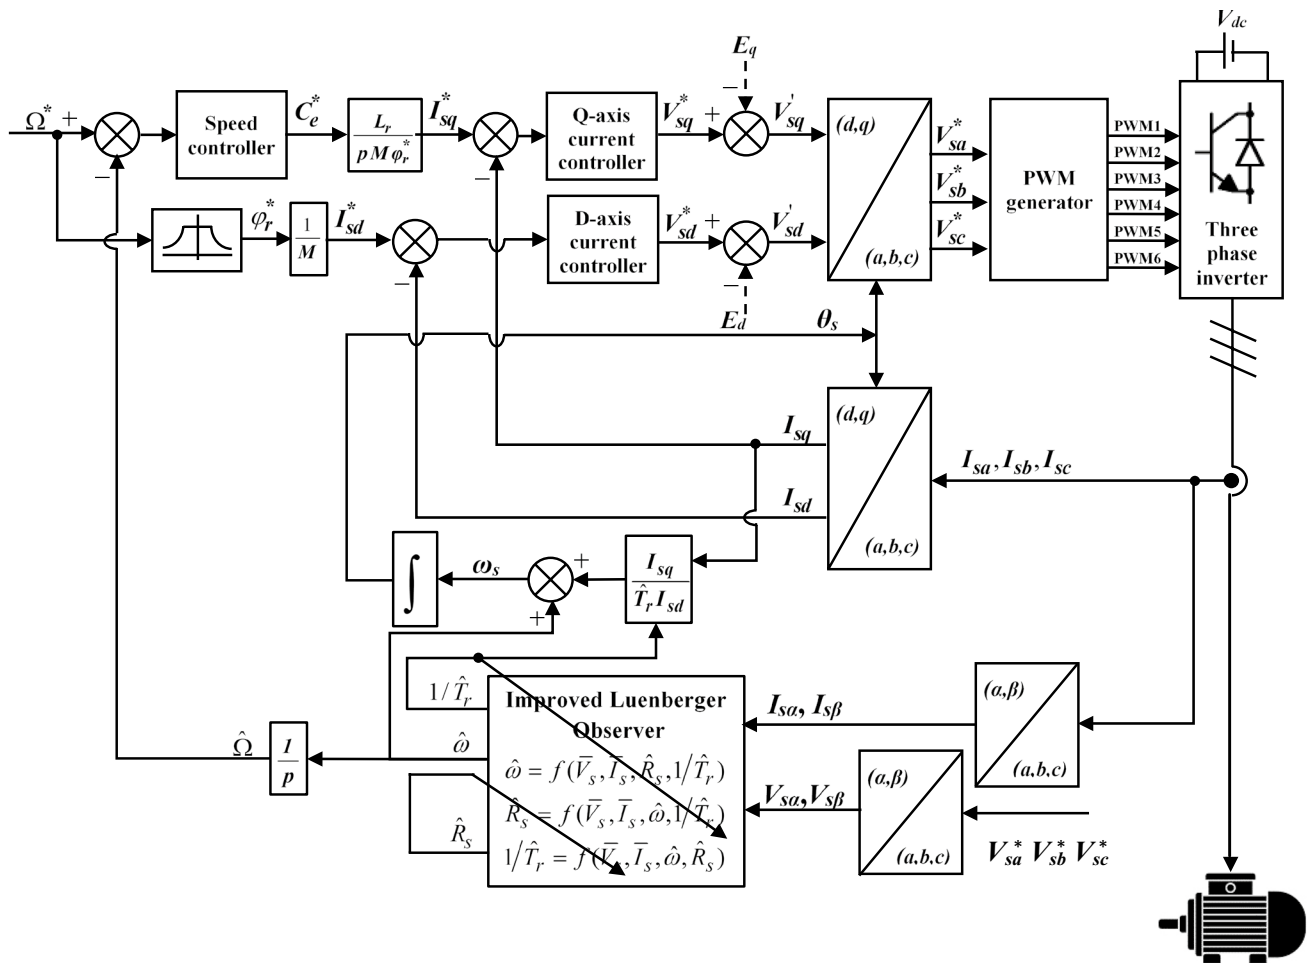 V_dc
E_q
Ω* +
−
Speed
controller
C_e^*
L_r
p M φ_r^*
I_sq^*
−
Q-axis
current
controller
V_sq^* +
−
V_sq^'
(d,q)
(a,b,c)
V_sa^*
V_sb^*
V_sc^*
PWM
generator
PWM1
PWM2
PWM3
PWM4
PWM5
PWM6
Three
phase
inverter
φ_r^*
1
M
I_sd^*
−
D-axis
current
controller
V_sd^* +
−
V_sd^'
E_d
θ_s
I_sq
I_sd
(d,q)
(a,b,c)
I_sa, I_sb, I_sc
∫
ω_s
+
+
I_sq
T̂_r I_sd
1/T̂_r
Improved Luenberger
Observer
ω̂ = f(V̄_s, Ī_s, R̂_s, 1/T̂_r)
R̂_s = f(V̄_s, Ī_s, ω̂, 1/T̂_r)
1/T̂_r = f(V̄_s, Ī_s, ω̂, R̂_s)
Ω̂
1
p
ω̂
R̂_s
I_sα, I_sβ
(α,β)
(a,b,c)
V_sα, V_sβ
(α,β)
(a,b,c)
V_sa^* V_sb^* V_sc^*